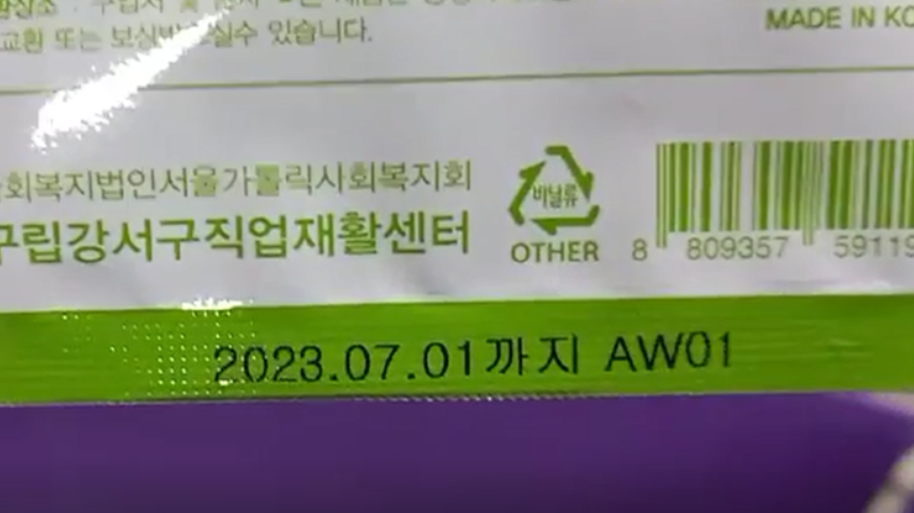 교환 또는 보상받으실수 있습니다.
MADE IN KO
회복지법인서울가톨릭사회복지회
구립강서구직업재활센터
비닐류
OTHER
8 809357 59119
2023.07.01까지 AW01